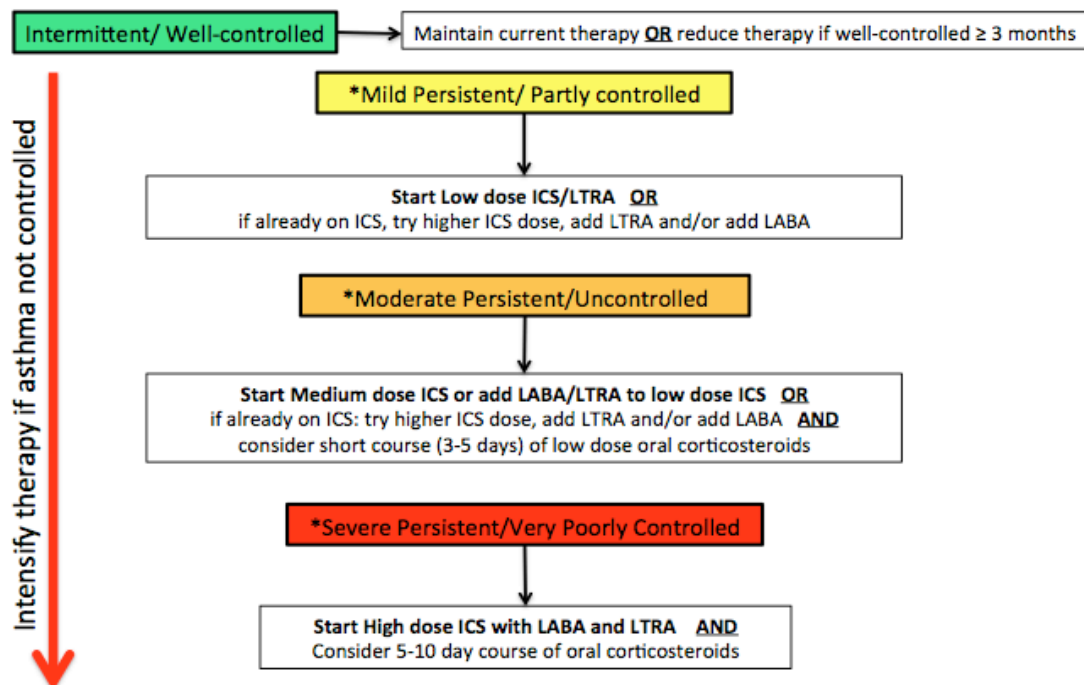 Intermittent/ Well-controlled
Maintain current therapy OR reduce therapy if well-controlled ≥ 3 months
Intensify therapy if asthma not controlled
*Mild Persistent/ Partly controlled
Start Low dose ICS/LTRA OR
if already on ICS, try higher ICS dose, add LTRA and/or add LABA
*Moderate Persistent/Uncontrolled
Start Medium dose ICS or add LABA/LTRA to low dose ICS OR
if already on ICS: try higher ICS dose, add LTRA and/or add LABA AND
consider short course (3-5 days) of low dose oral corticosteroids
*Severe Persistent/Very Poorly Controlled
Start High dose ICS with LABA and LTRA AND
Consider 5-10 day course of oral corticosteroids